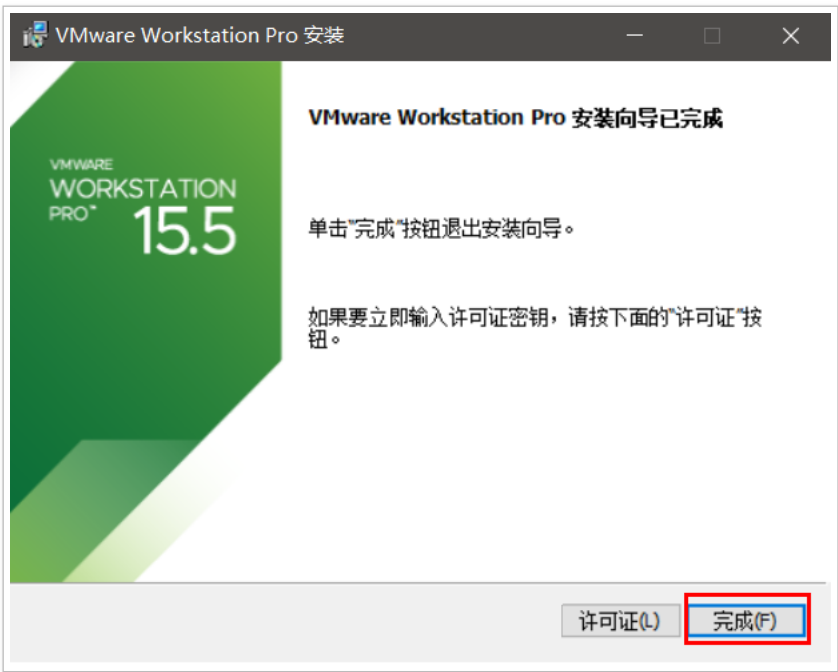 VMware Workstation Pro 安装
VMware Workstation Pro 安装向导已完成
VMWARE
WORKSTATION
PRO™ 15.5
单击"完成"按钮退出安装向导。
如果要立即输入许可证密钥，请按下面的"许可证"按
钮。
许可证(L) 完成(F)